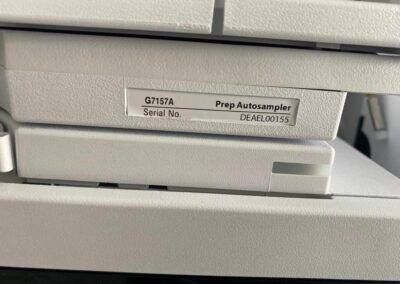 G7157A Prep Autosampler
Serial No. DEAEL00155